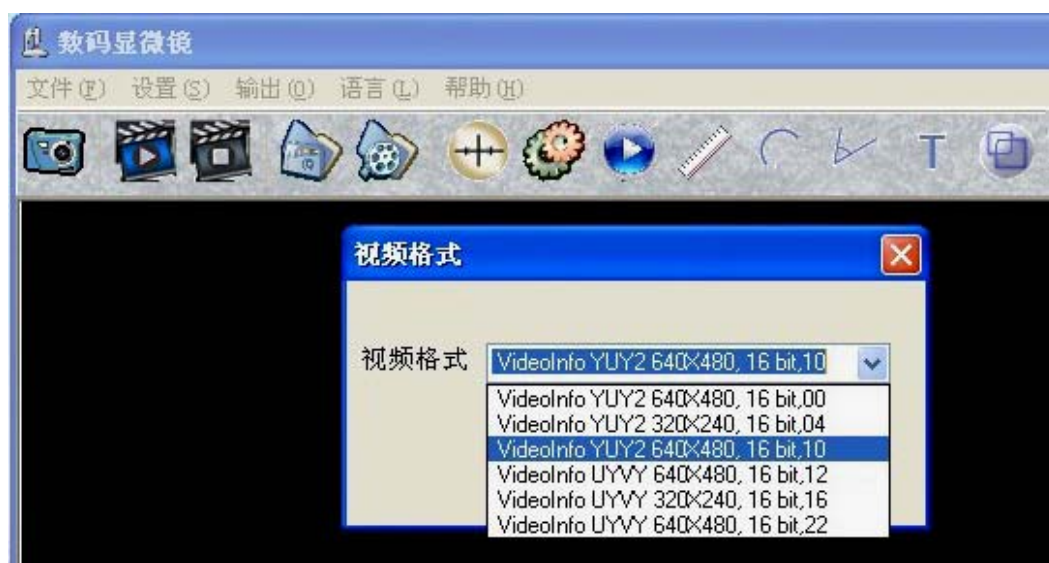 数码显微镜
文件(F) 设置(S) 输出(O) 语言(L) 帮助(H)
T
视频格式
视频格式 VideoInfo YUY2 640X480, 16 bit,10
VideoInfo YUY2 640X480, 16 bit,00
VideoInfo YUY2 320X240, 16 bit,04
VideoInfo YUY2 640X480, 16 bit,10
VideoInfo UYVY 640X480, 16 bit,12
VideoInfo UYVY 320X240, 16 bit,16
VideoInfo UYVY 640X480, 16 bit,22